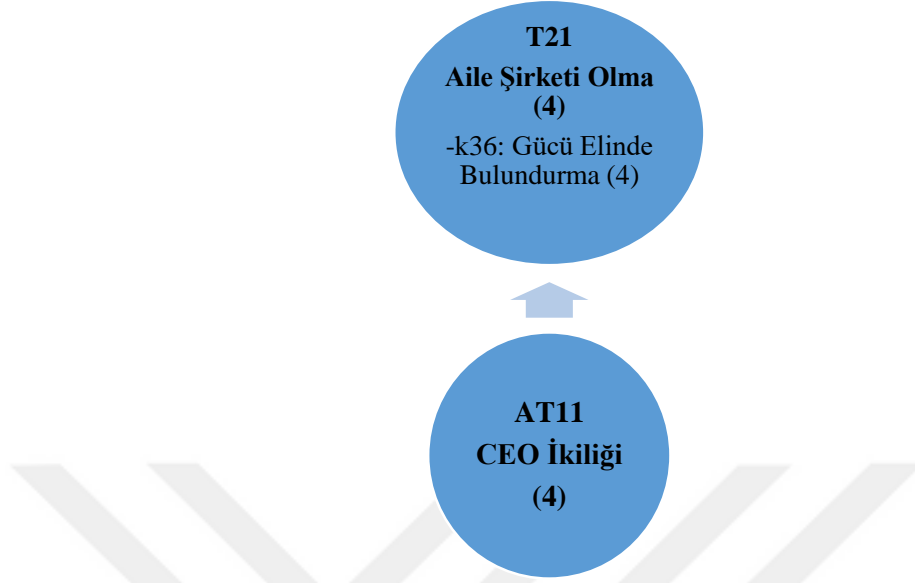 T21
Aile Şirketi Olma
(4)
-k36: Gücü Elinde
Bulundurma (4)
AT11
CEO İkiliği
(4)